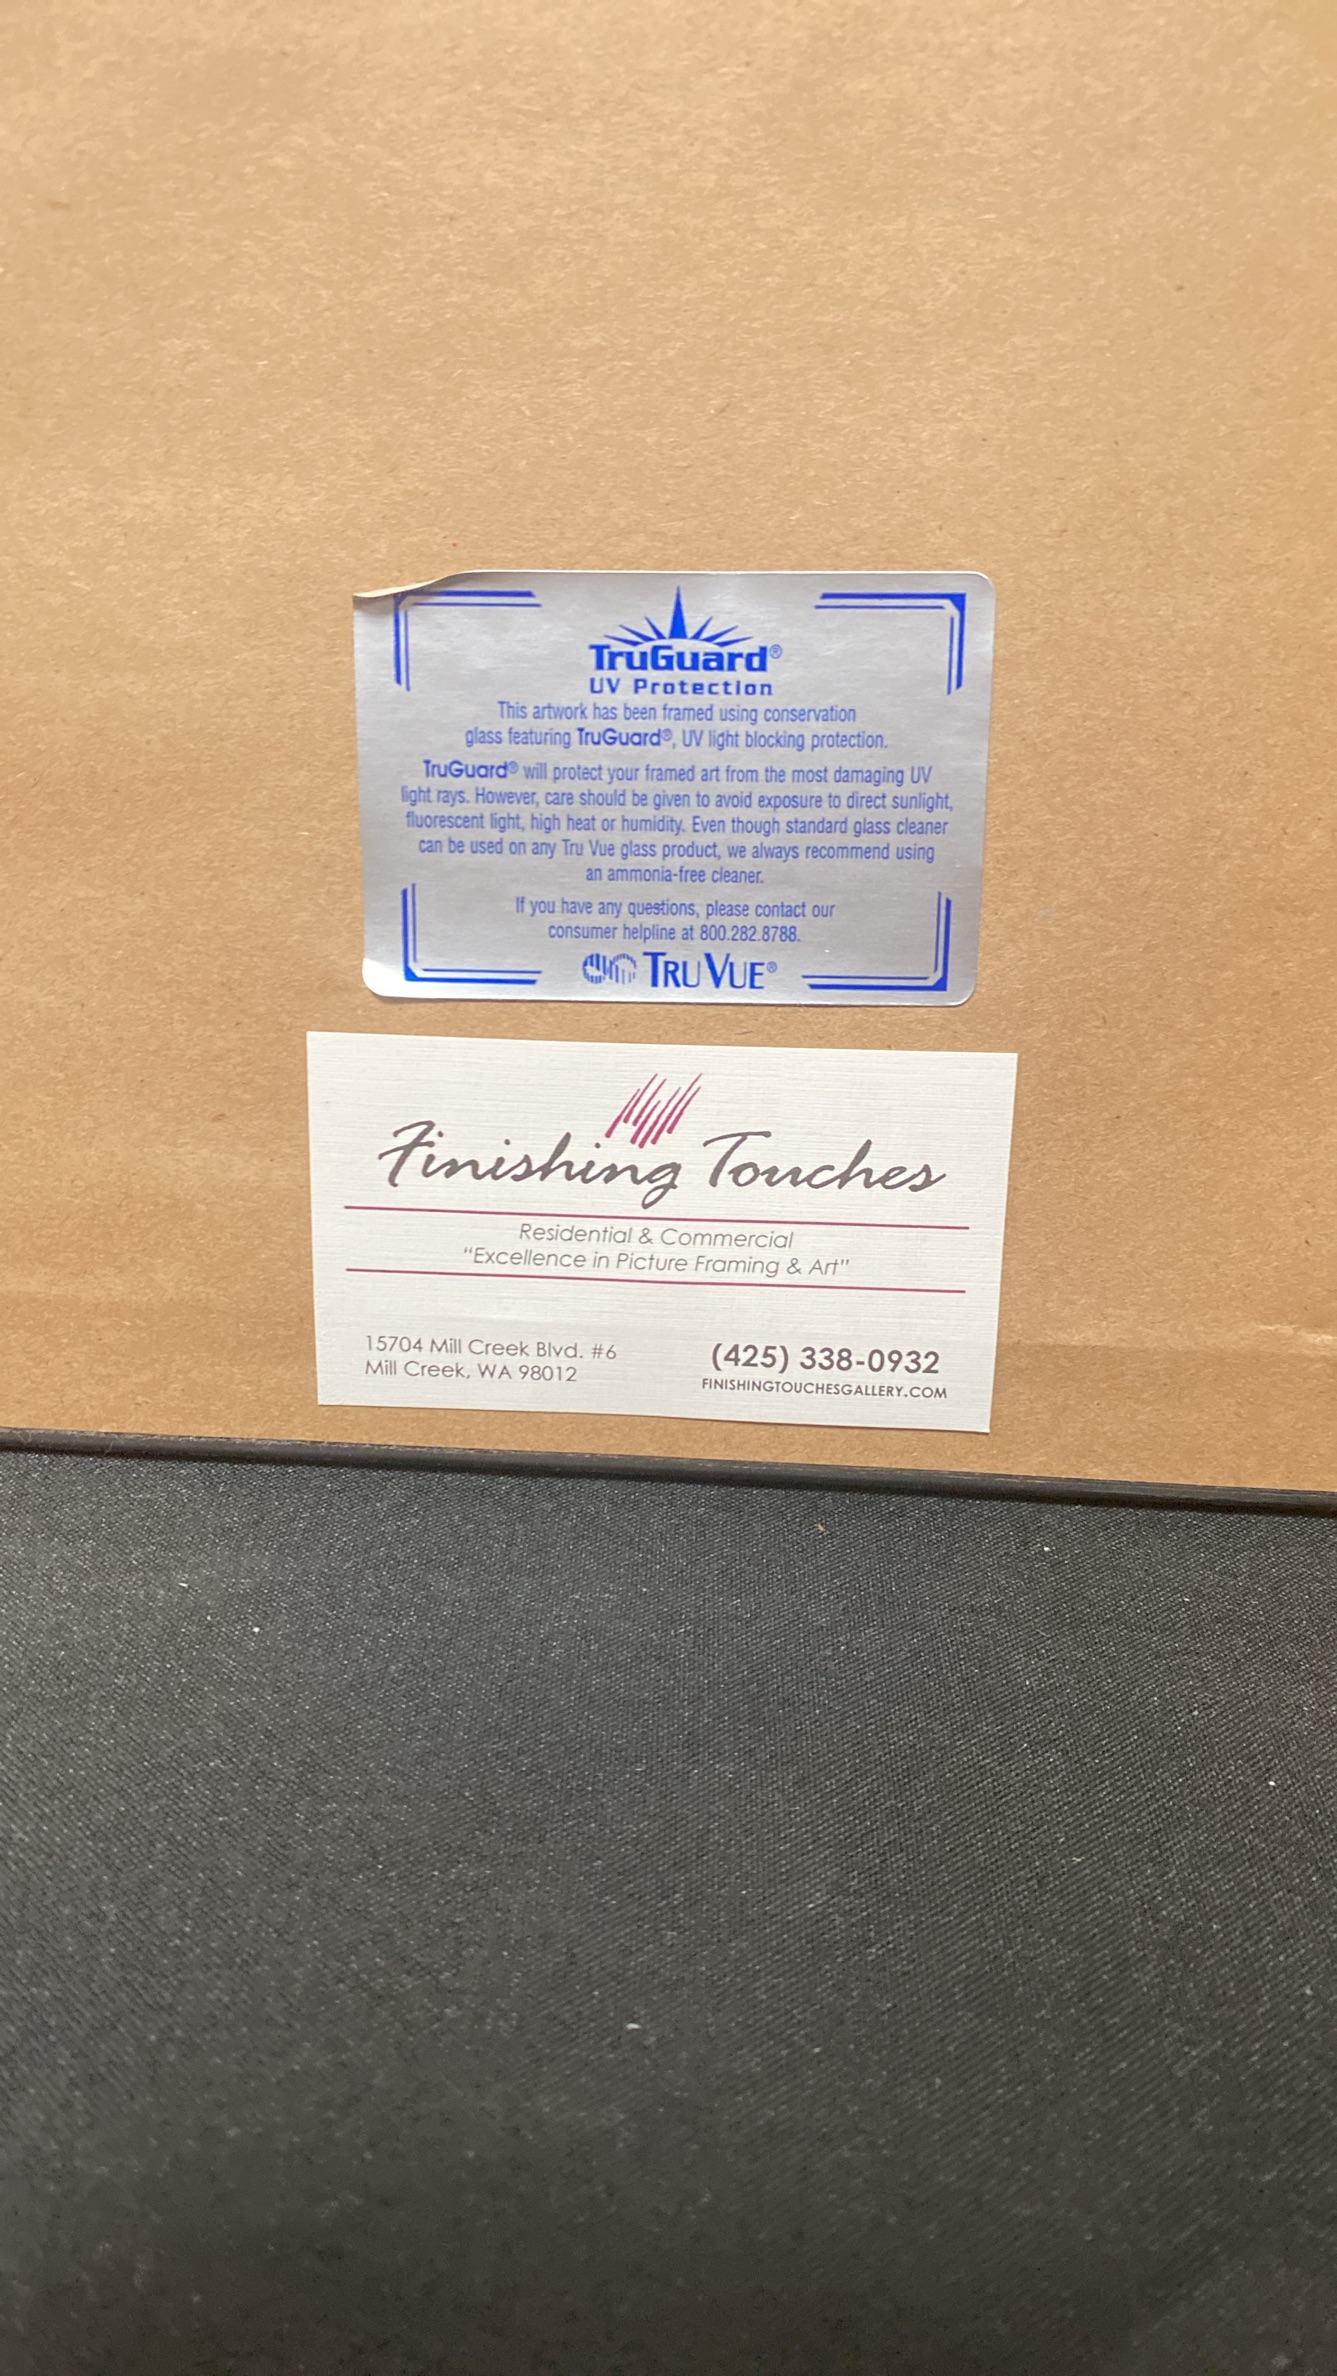 TruGuard®
UV Protection
This artwork has been framed using conservation
glass featuring TruGuard®, UV light blocking protection.
TruGuard® will protect your framed art from the most damaging UV
light rays. However, care should be given to avoid exposure to direct sunlight,
fluorescent light, high heat or humidity. Even though standard glass cleaner
can be used on any Tru Vue glass product, we always recommend using
an ammonia-free cleaner.
If you have any questions, please contact our
consumer helpline at 800.282.8788.
TRU VUE®
Finishing Touches
Residential & Commercial
"Excellence in Picture Framing & Art"
15704 Mill Creek Blvd. #6
Mill Creek, WA 98012
(425) 338-0932
FINISHINGTOUCHESGALLERY.COM